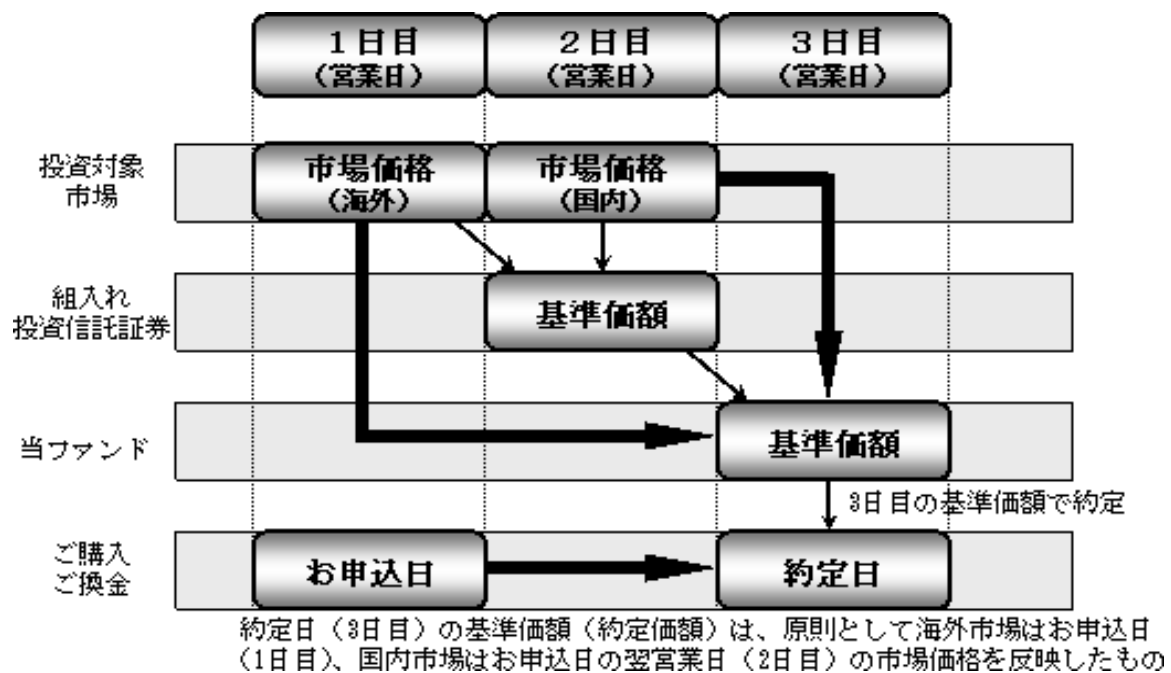 1日目
（営業日）
2日目
（営業日）
3日目
（営業日）
投資対象
市場
市場価格
（海外）
市場価格
（国内）
組入れ
投資信託証券
基準価額
当ファンド
基準価額
3日目の基準価額で約定
ご購入
ご換金
お申込日
約定日
約定日（3日目）の基準価額（約定価額）は、原則として海外市場はお申込日
（1日目）、国内市場はお申込日の翌営業日（2日目）の市場価格を反映したもの